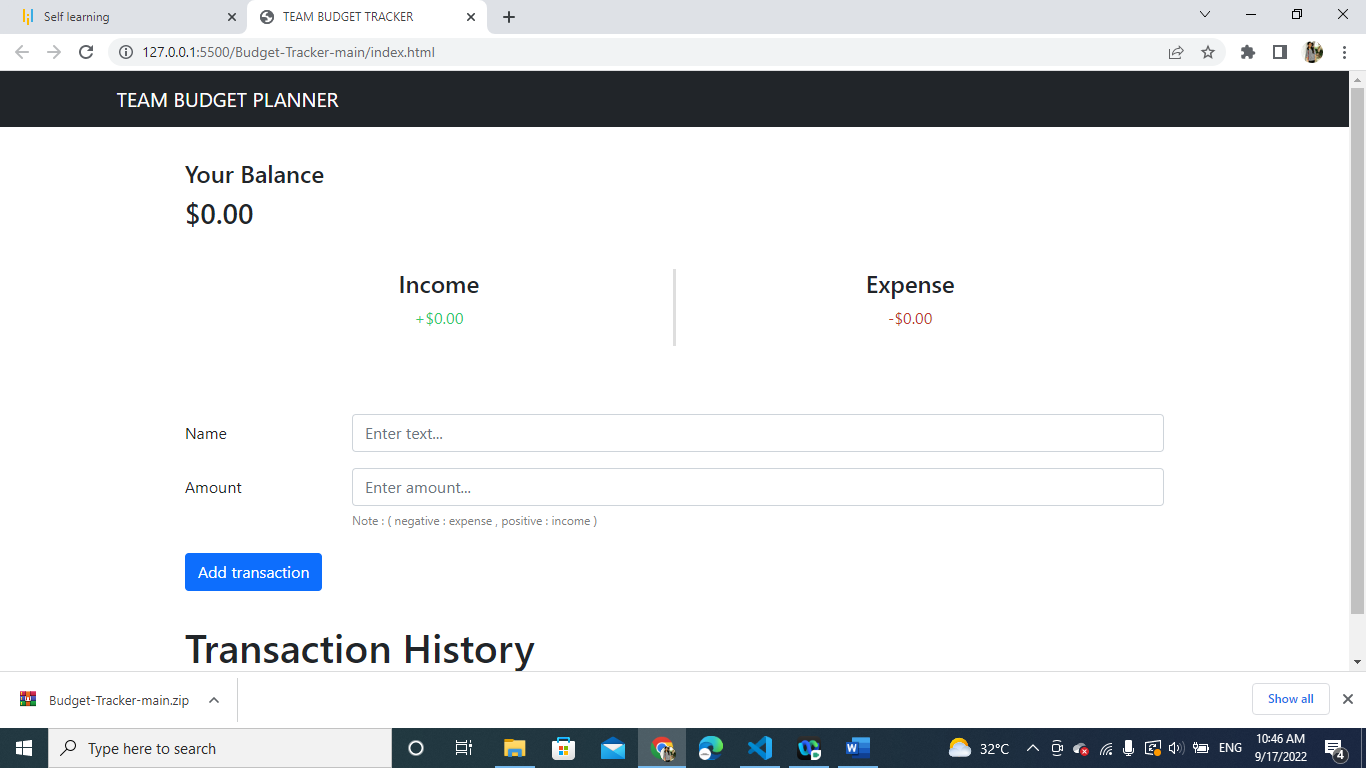 Self learning
TEAM BUDGET TRACKER
127.0.0.1:5500/Budget-Tracker-main/index.html
TEAM BUDGET PLANNER
Your Balance
$0.00
Income
Expense
+$0.00
-$0.00
Name
Enter text...
Amount
Enter amount...
Note : ( negative : expense , positive : income )
Add transaction
Transaction History
Budget-Tracker-main.zip
Show all
Type here to search
32°C
ENG
10:46 AM
9/17/2022
4